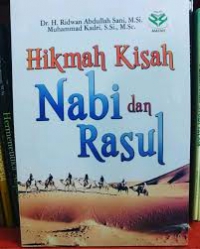 Dr. H. Ridwan Abdullah Sani, M.Si.
Muhammad Kadri, S.Si., M.Sc.
Hikmah Kisah
Nabi dan
Rasul